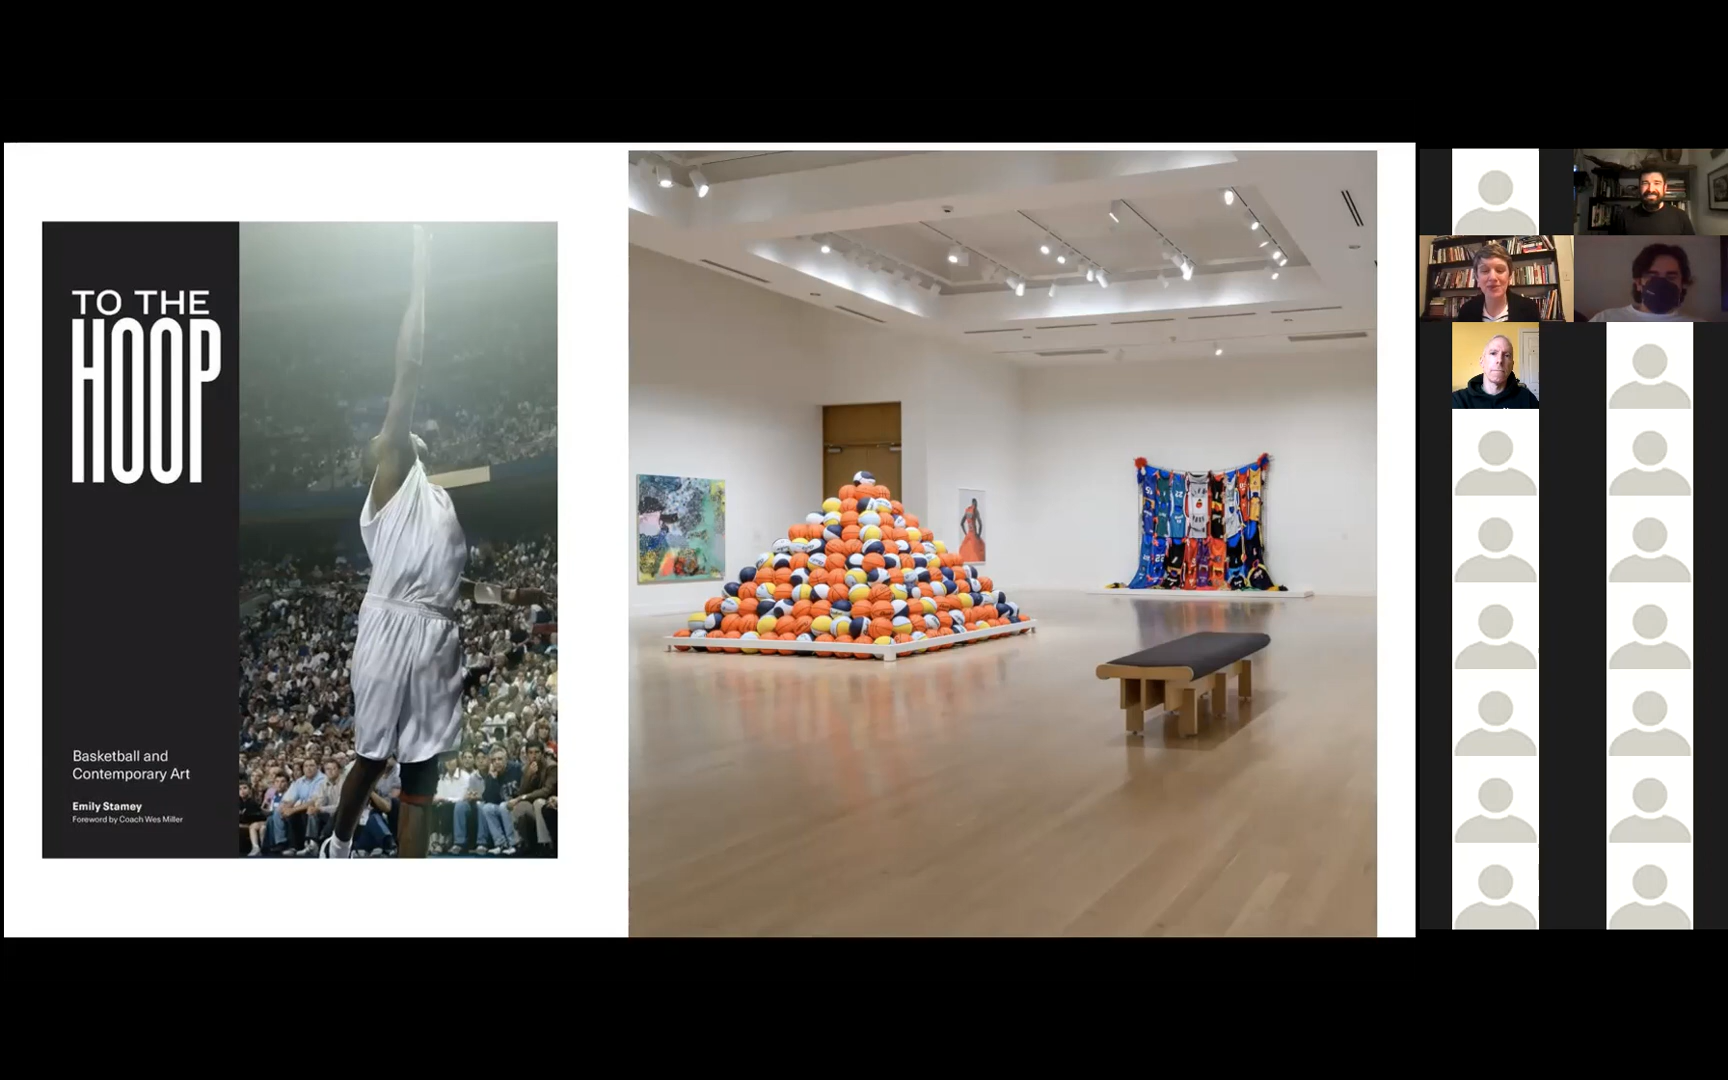 TO THE
HOOP
Basketball and
Contemporary Art
Emily Stamey
Foreword by Coach Wes Miller